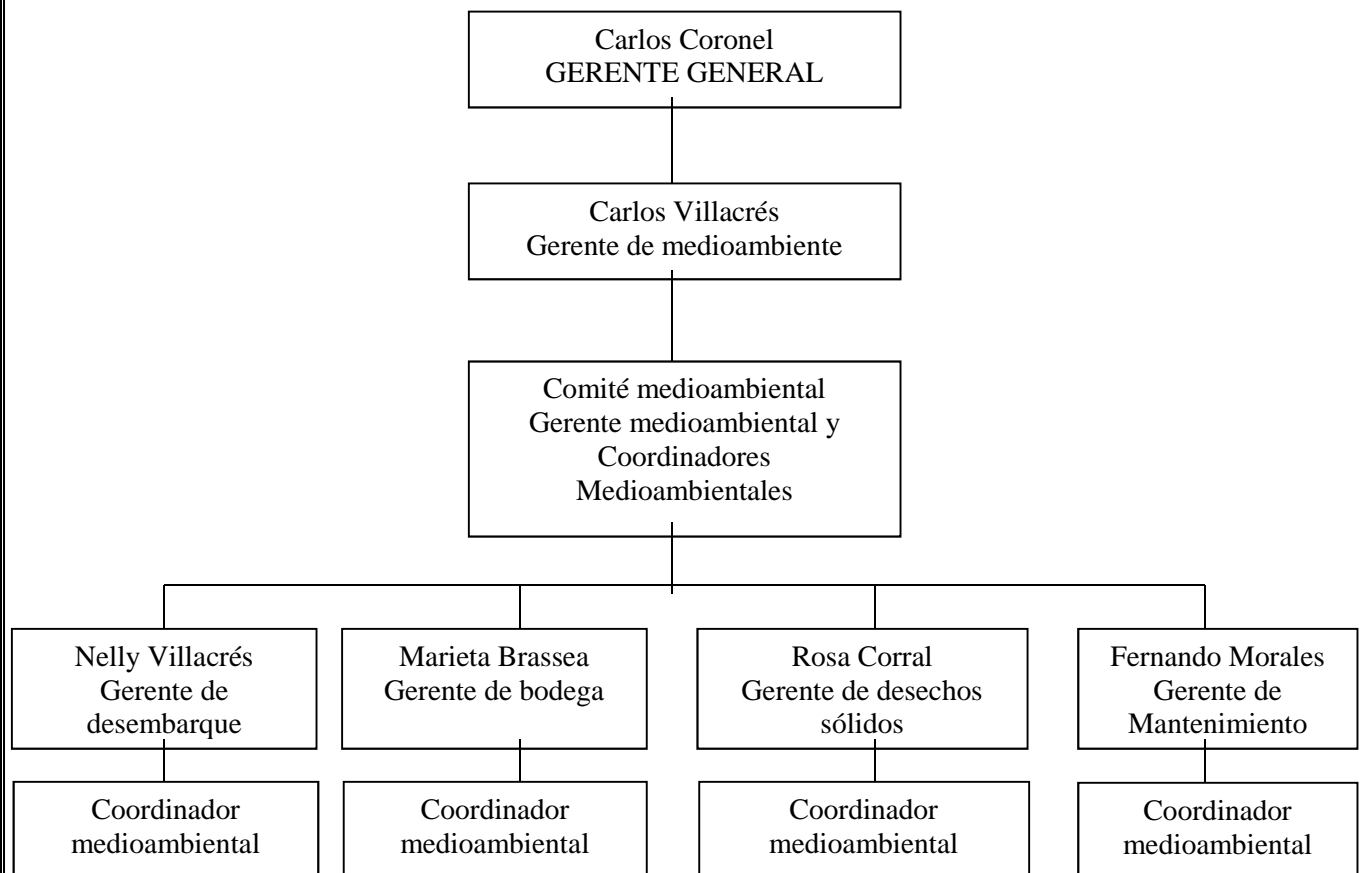 Carlos Coronel
GERENTE GENERAL
Carlos Villacrés
Gerente de medioambiente
Comité medioambiental
Gerente medioambiental y
Coordinadores
Medioambientales
Nelly Villacrés
Gerente de
desembarque
Marieta Brassea
Gerente de bodega
Rosa Corral
Gerente de desechos
sólidos
Fernando Morales
Gerente de
Mantenimiento
Coordinador
medioambiental
Coordinador
medioambiental
Coordinador
medioambiental
Coordinador
medioambiental